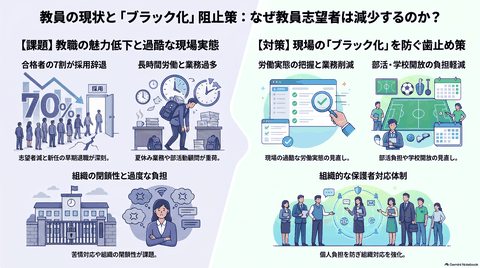 教員の現状と「ブラック化」阻止策：なぜ教員志望者は減少するのか？
【課題】教職の魅力低下と過酷な現場実態
合格者の7割が採用辞退
70%
採用
志望者減と新任の早期退職が深刻。
長時間労働と業務過多
夏休み業務や部活動顧問が重荷。
組織の閉鎖性と過度な負担
苦情対応や組織の閉鎖性が課題。
【対策】現場の「ブラック化」を防ぐ歯止め策
労働実態の把握と業務削減
現場の過酷な労働実態の見直し。
部活・学校開放の負担軽減
部活負担や学校開放の見直し。
組織的な保護者対応体制
個人負担を防ぎ組織対応を強化。
Gemini Notebook